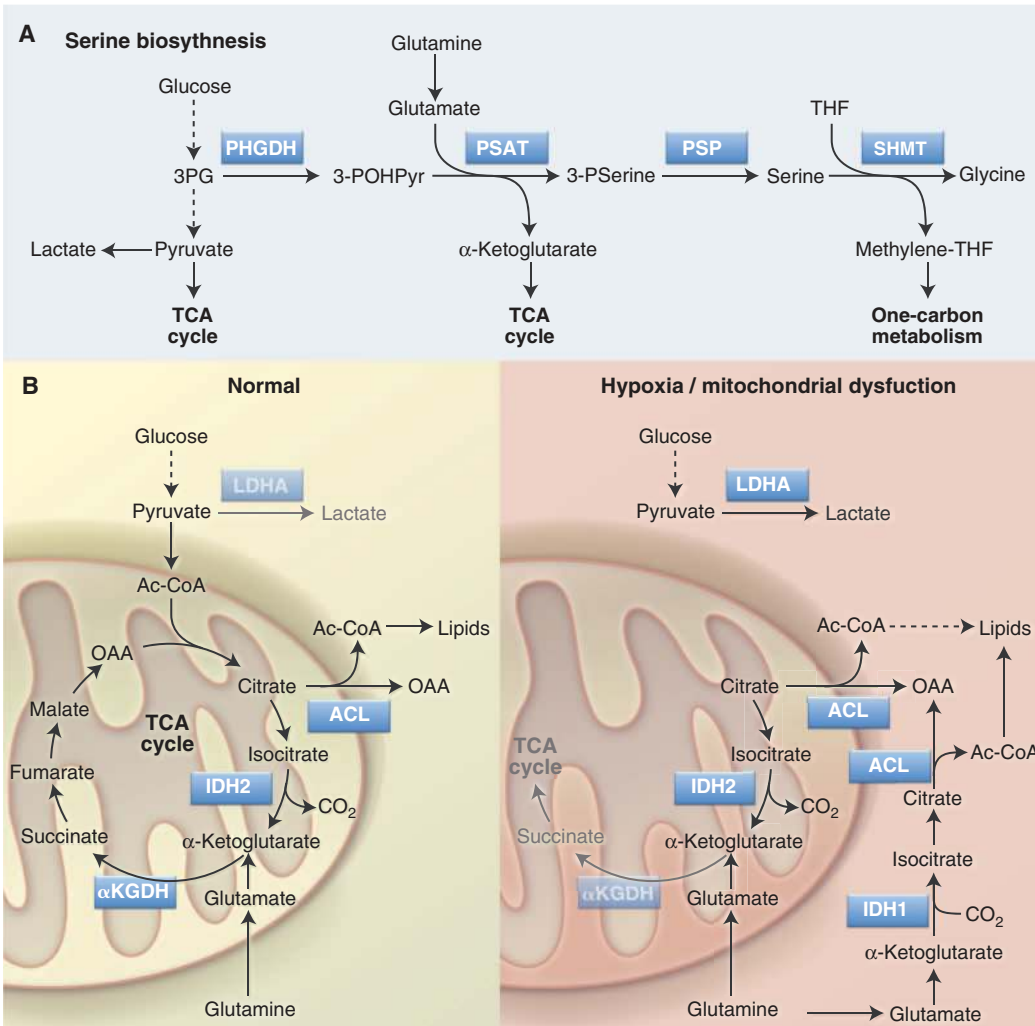 A
Serine biosythnesis
Glucose
Glutamine
Glutamate
THF
PHGDH
PSAT
PSP
SHMT
3PG
3-POHPyr
3-PSerine
Serine
Glycine
Lactate
Pyruvate
α-Ketoglutarate
Methylene-THF
TCA
cycle
TCA
cycle
One-carbon
metabolism
B
Normal
Glucose
LDHA
Pyruvate
Lactate
Ac-CoA
Ac-CoA
Lipids
OAA
Citrate
OAA
Malate
ACL
TCA
cycle
Isocitrate
Fumarate
IDH2
CO2
Succinate
α-Ketoglutarate
αKGDH
Glutamate
Glutamine
Hypoxia / mitochondrial dysfuction
Glucose
LDHA
Pyruvate
Lactate
Ac-CoA
Lipids
Citrate
OAA
ACL
TCA
cycle
Isocitrate
Ac-CoA
ACL
IDH2
CO2
Citrate
Succinate
α-Ketoglutarate
Isocitrate
αKGDH
Glutamate
IDH1
CO2
α-Ketoglutarate
Glutamine
Glutamate